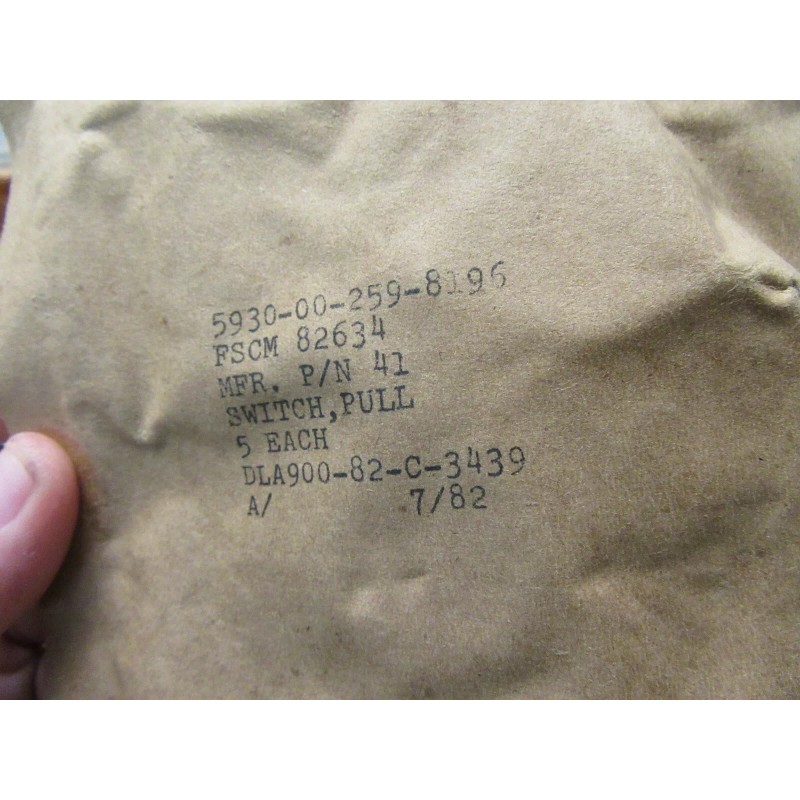 5930-00-259-8196
FSCM 82634
MFR. P/N 41
SWITCH,PULL
5 EACH
DLA900-82-C-3439
A/ 7/82